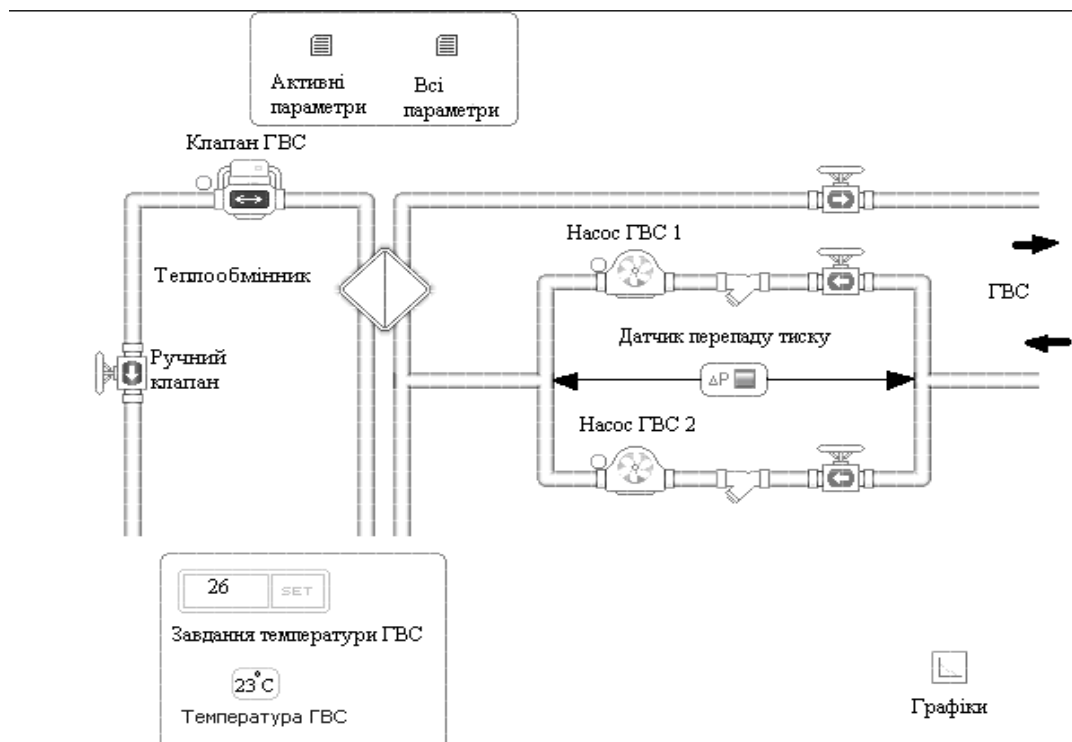 Активні
параметри
Всі
параметри
Клапан ГВС
Насос ГВС 1
Теплообмінник
ГВС
Датчик перепаду тиску
Ручний
клапан
ΔP
Насос ГВС 2
26
SET
Завдання температури ГВС
23°C
Температура ГВС
Графіки